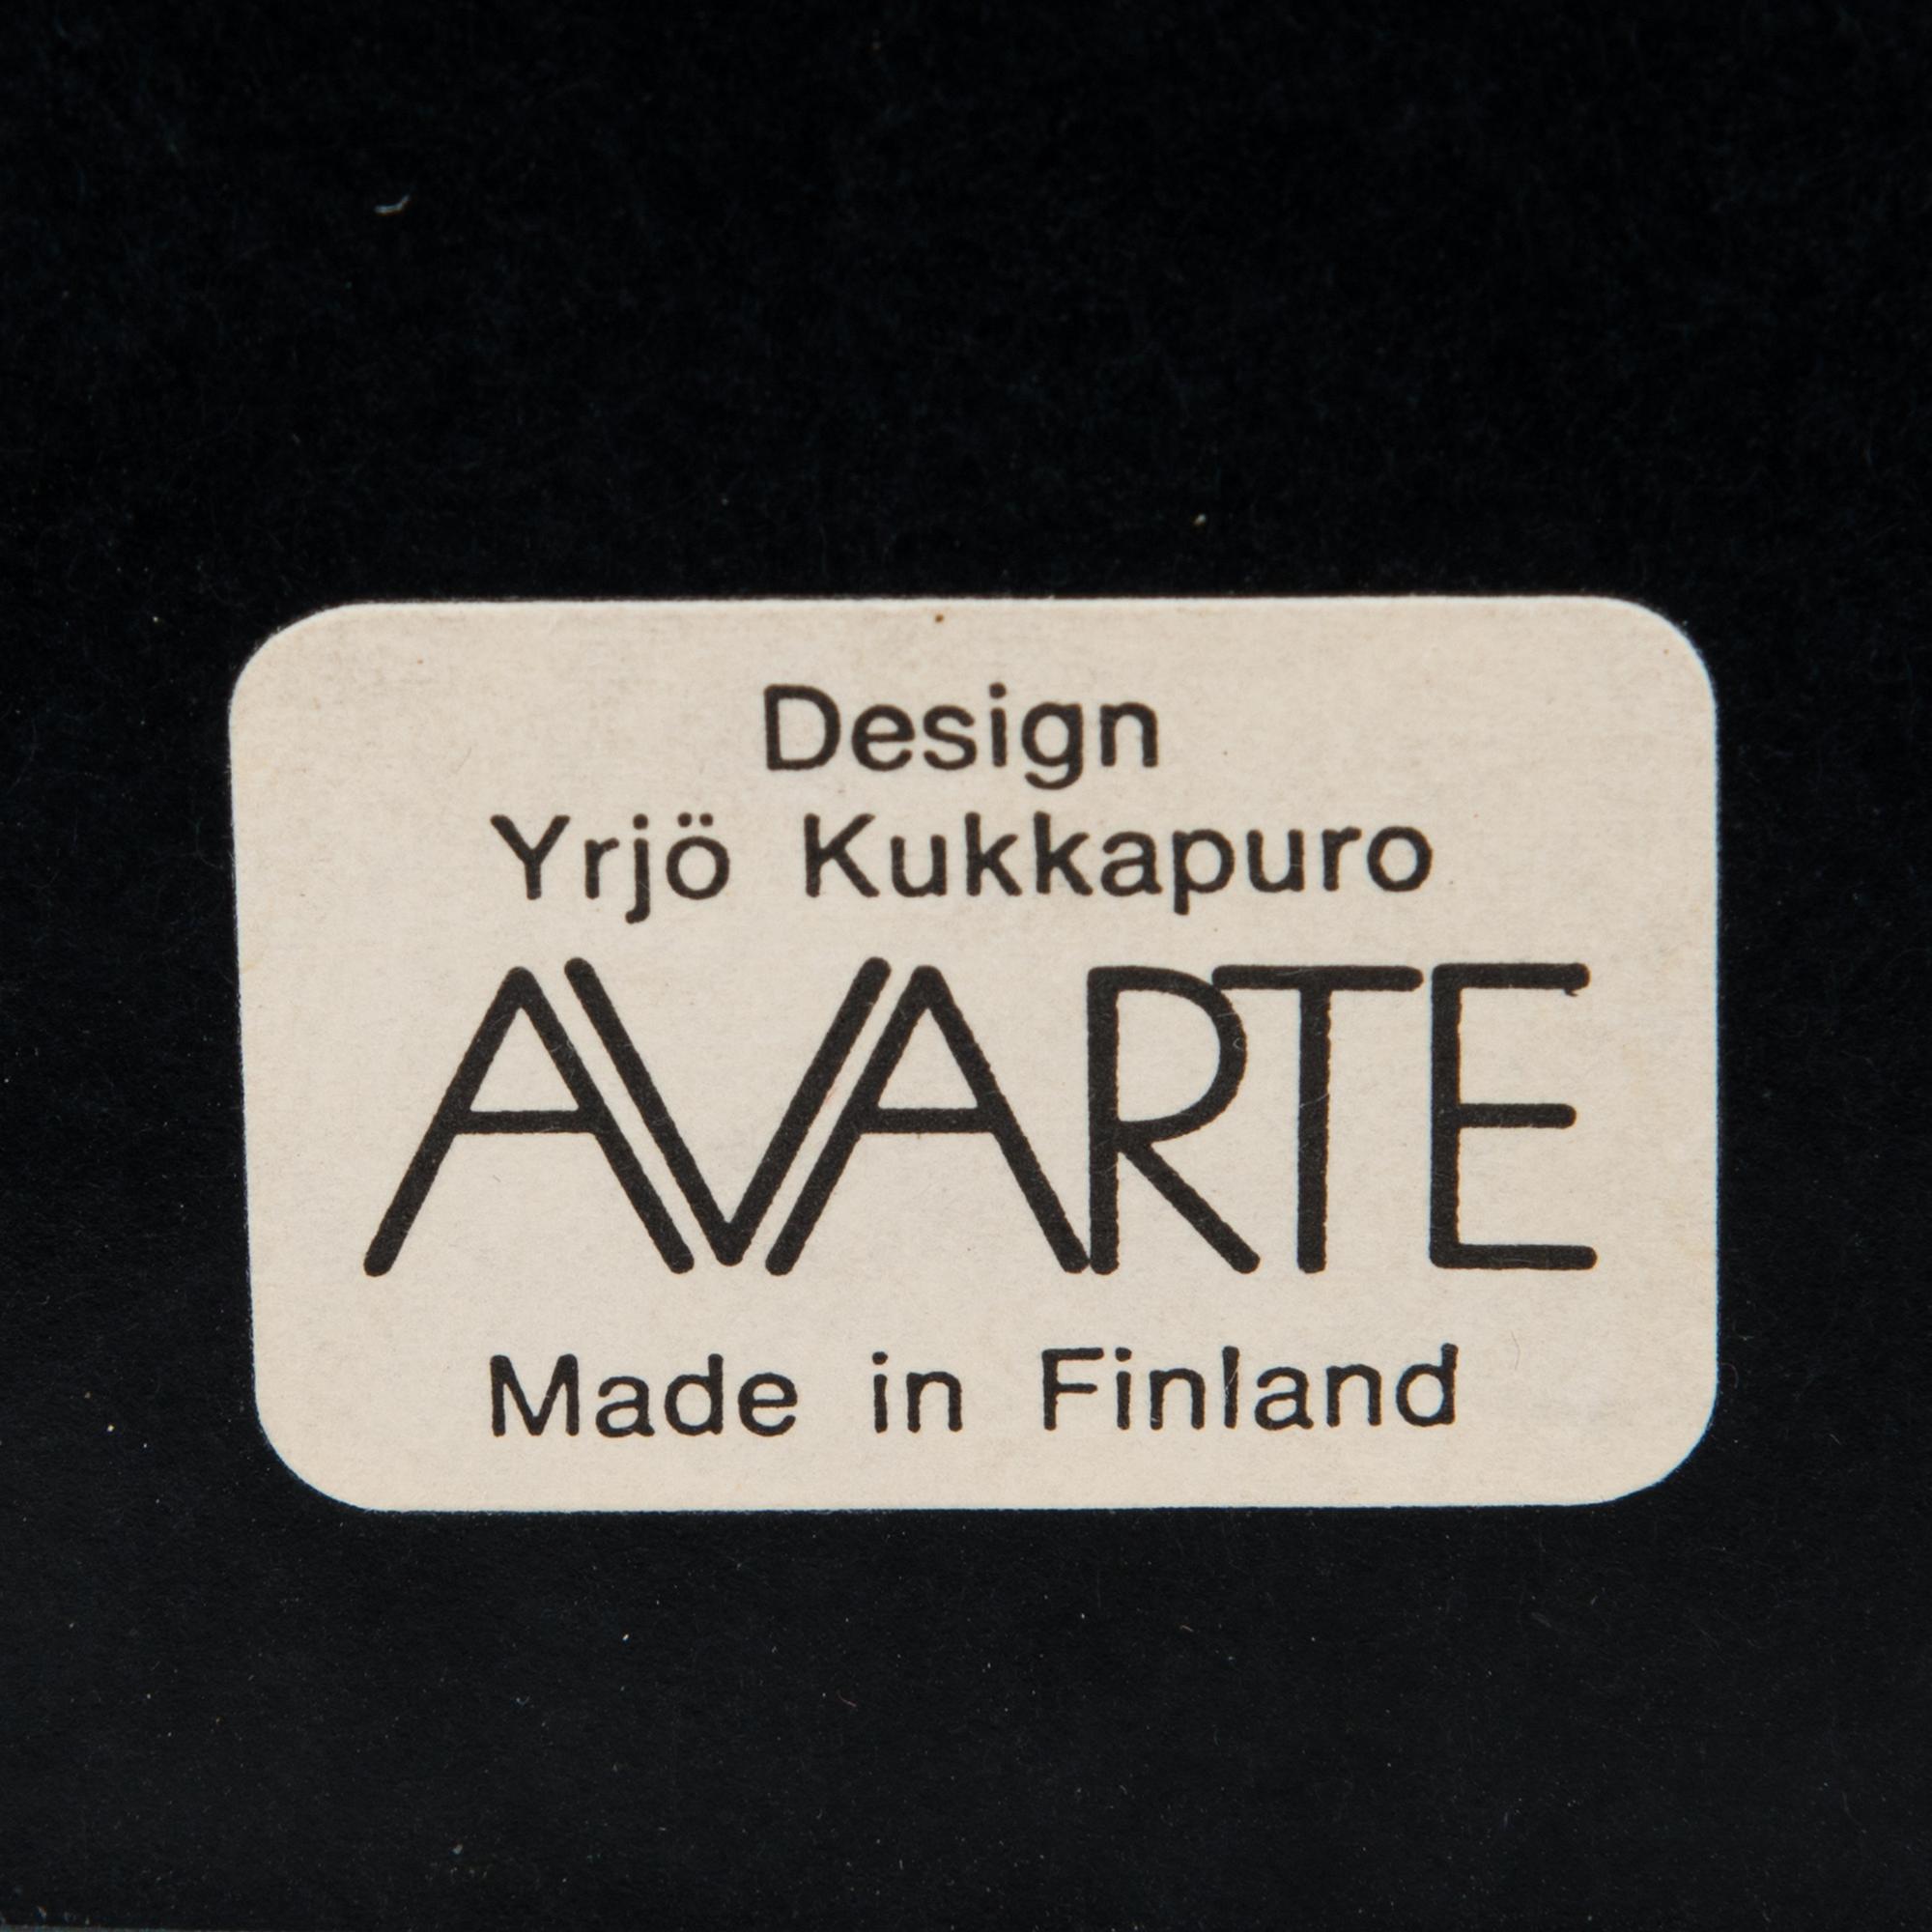 Design
Yrjö Kukkapuro
AVARTE
Made in Finland